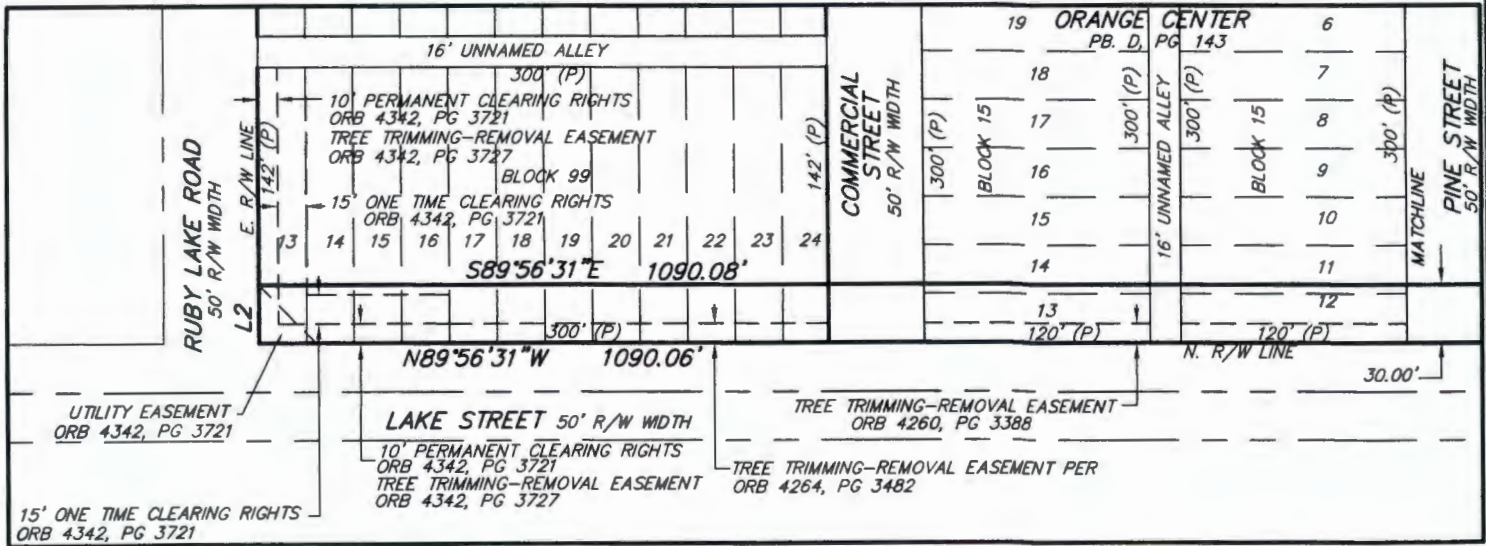 16' UNNAMED ALLEY
300' (P)
10' PERMANENT CLEARING RIGHTS
ORB 4342, PG 3721
TREE TRIMMING-REMOVAL EASEMENT
ORB 4342, PG 3727
BLOCK 99
15' ONE TIME CLEARING RIGHTS
ORB 4342, PG 3721
13 14 15 16 17 18 19 20 21 22 23 24
S89°56'31"E 1090.08'
RUBY LAKE ROAD
50' R/W WIDTH
E. R/W LINE
142' (P)
L2
142' (P)
COMMERCIAL
STREET
50' R/W WIDTH
ORANGE CENTER
PB. D, PG 143
19
18
17
16
15
14
13
300' (P)
BLOCK 15
300' (P)
16' UNNAMED ALLEY
300' (P)
BLOCK 15
6
7
8
9
10
11
12
300' (P)
MATCHLINE
PINE STREET
50' R/W WIDTH
300' (P)
120' (P)
120' (P)
N89°56'31"W 1090.06'
N. R/W LINE
30.00'
UTILITY EASEMENT
ORB 4342, PG 3721
LAKE STREET 50' R/W WIDTH
10' PERMANENT CLEARING RIGHTS
ORB 4342, PG 3721
TREE TRIMMING-REMOVAL EASEMENT
ORB 4342, PG 3727
TREE TRIMMING-REMOVAL EASEMENT
ORB 4260, PG 3388
TREE TRIMMING-REMOVAL EASEMENT PER
ORB 4264, PG 3482
15' ONE TIME CLEARING RIGHTS
ORB 4342, PG 3721